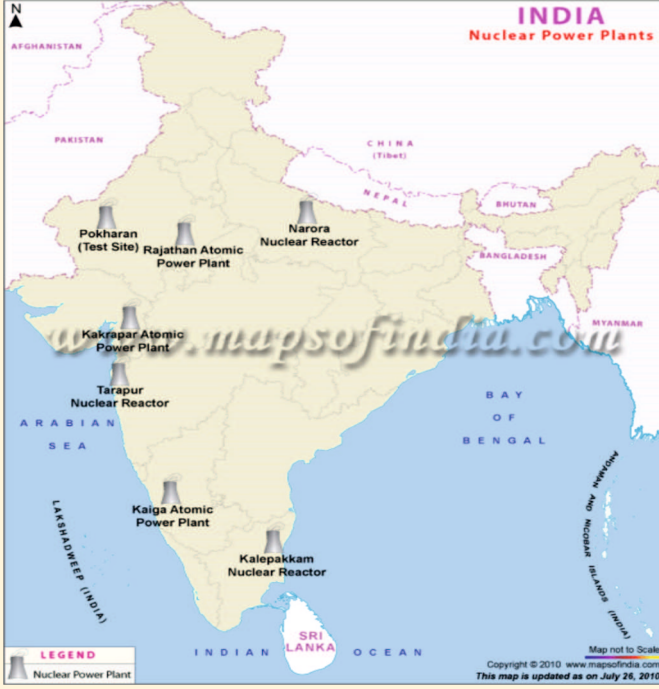 N
INDIA
Nuclear Power Plants
AFGHANISTAN
PAKISTAN
CHINA
(Tibet)
NEPAL
BHUTAN
BANGLADESH
MYANMAR
Pokharan
(Test Site)
Rajathan Atomic
Power Plant
Narora
Nuclear Reactor
www.mapsofindia.com
Kakrapar Atomic
Power Plant
Tarapur
Nuclear Reactor
ARABIAN
SEA
BAY
OF
BENGAL
Kaiga Atomic
Power Plant
Kalepakkam
Nuclear Reactor
LAKSHADWEEP (INDIA)
ANDAMAN AND NICOBAR ISLANDS (INDIA)
SRI
LANKA
INDIAN OCEAN
LEGEND
Nuclear Power Plant
Map not to Scale
Copyright © 2010 www.mapsofindia.com
This map is updated as on July 26, 2010